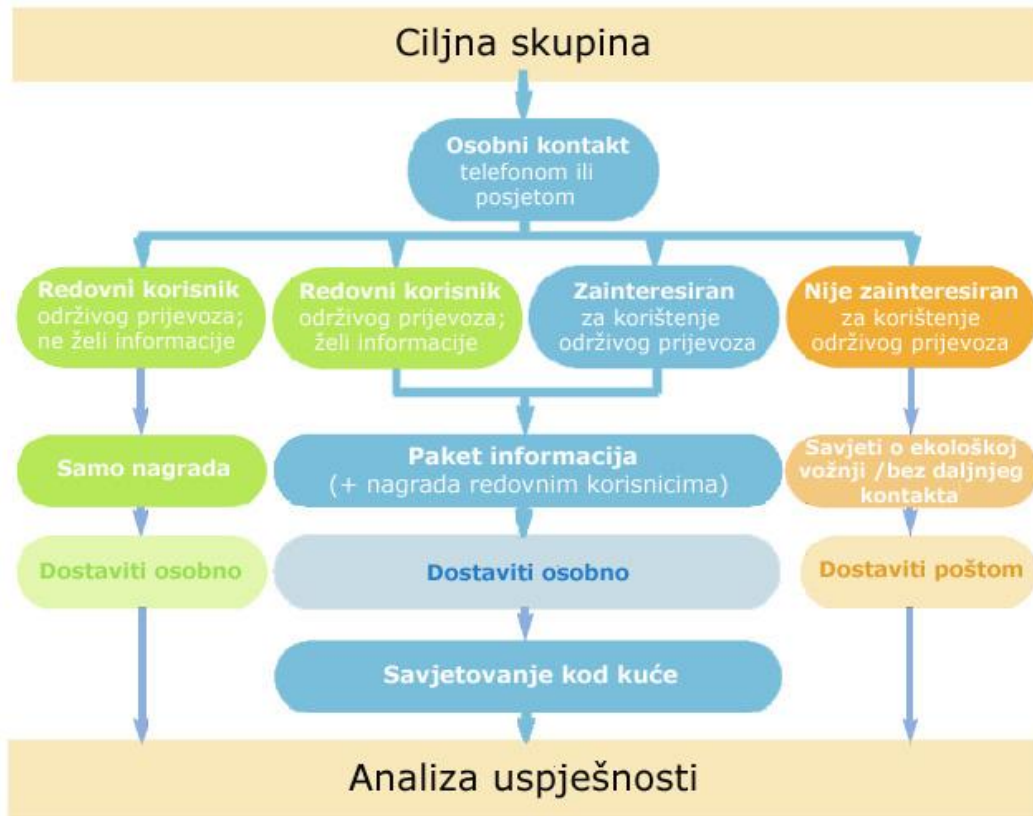 Ciljna skupina
Osobni kontakt
telefonom ili
posjetom
Redovni korisnik
održivog prijevoza;
ne želi informacije
Redovni korisnik
održivog prijevoza;
želi informacije
Zainteresiran
za korištenje
održivog prijevoza
Nije zainteresiran
za korištenje
održivog prijevoza
Samo nagrada
Paket informacija
(+ nagrada redovnim korisnicima)
Savjeti o ekološkoj
vožnji /bez daljnjeg
kontakta
Dostaviti osobno
Dostaviti osobno
Dostaviti poštom
Savjetovanje kod kuće
Analiza uspješnosti